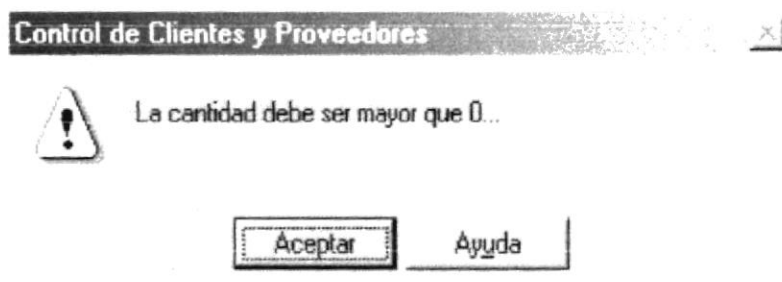 Control de Clientes y Proveedores
La cantidad debe ser mayor que 0...
Aceptar Ayuda